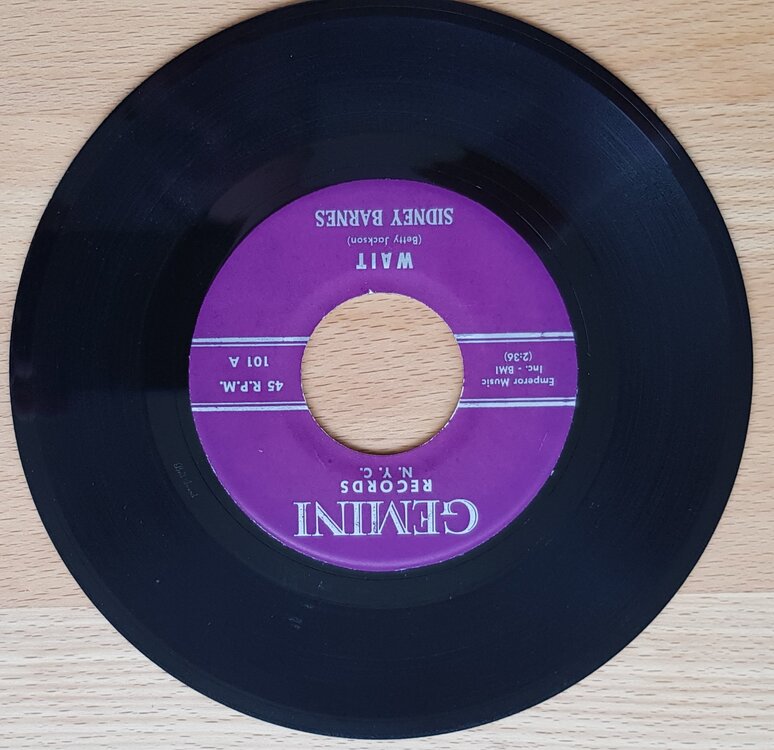 GEMINI
RECORDS
N. Y. C.
Emperor Music
Inc. - BMI
(2:36)
45 R.P.M.
101 A
WAIT
(Betty Jackson)
SIDNEY BARNES